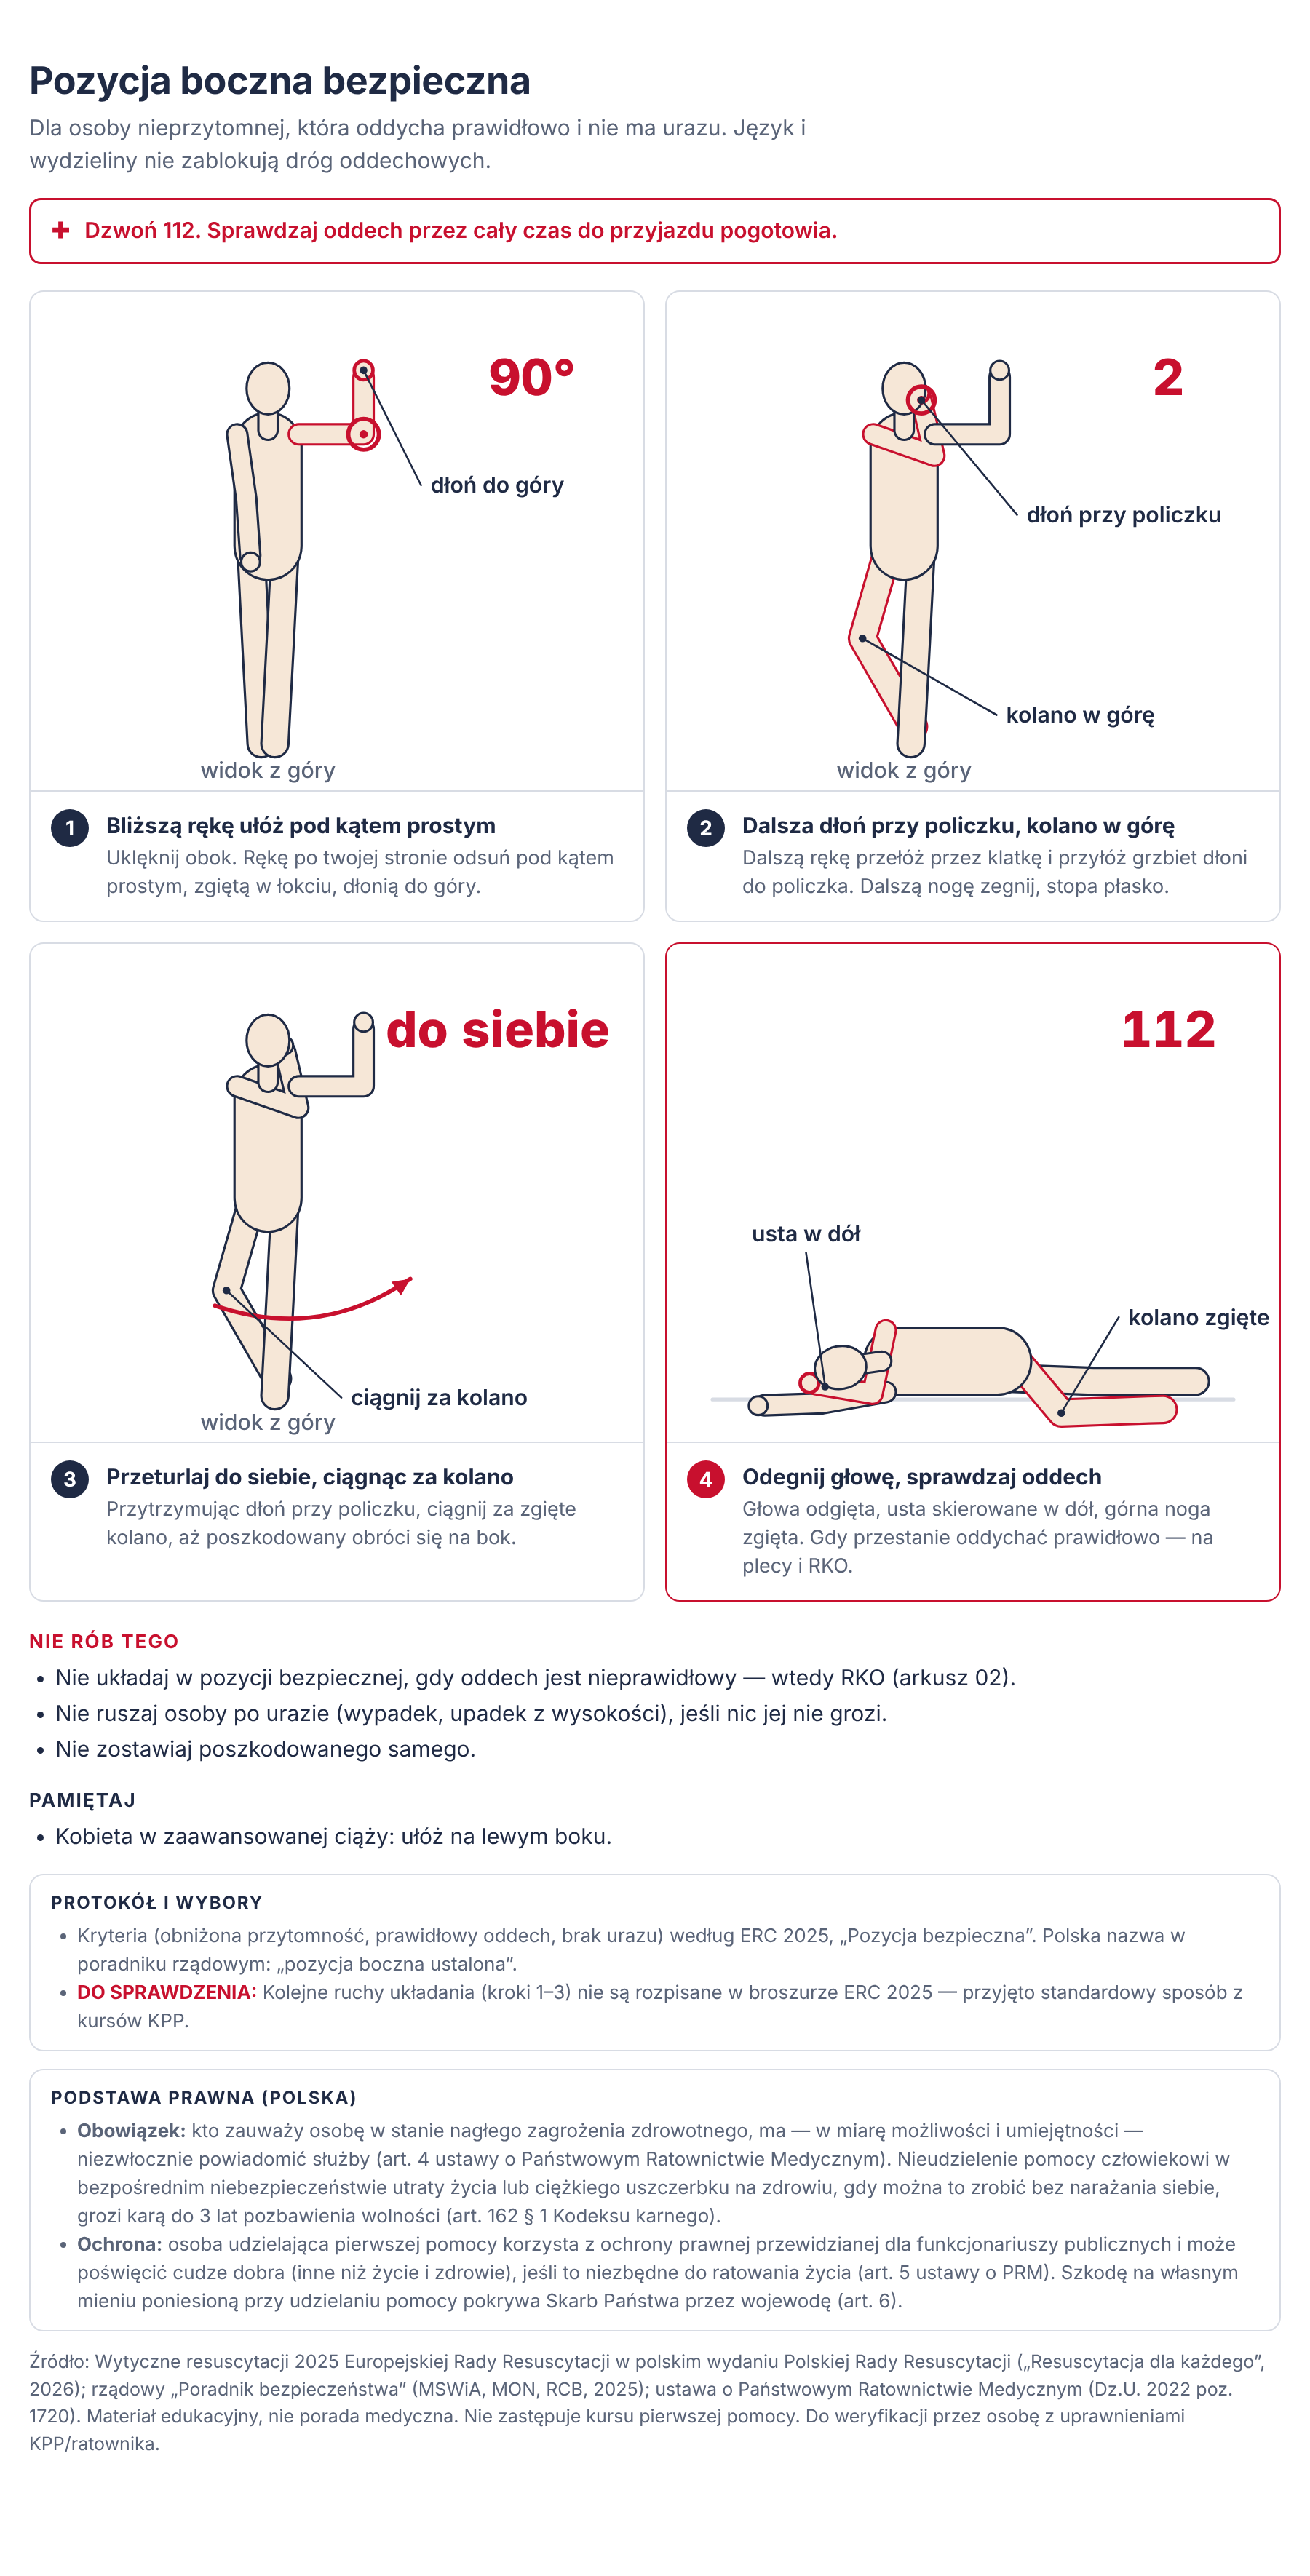 Pozycja boczna bezpieczna
Dla osoby nieprzytomnej, która oddycha prawidłowo i nie ma urazu. Język i
wydzieliny nie zablokują dróg oddechowych.
Dzwoń 112. Sprawdzaj oddech przez cały czas do przyjazdu pogotowia.
90°
dłoń do góry
widok z góry
1
Bliższą rękę ułóż pod kątem prostym
Uklęknij obok. Rękę po twojej stronie odsuń pod kątem
prostym, zgiętą w łokciu, dłonią do góry.
2
dłoń przy policzku
kolano w górę
widok z góry
2
Dalsza dłoń przy policzku, kolano w górę
Dalszą rękę przełóż przez klatkę i przyłóż grzbiet dłoni
do policzka. Dalszą nogę zegnij, stopa płasko.
do siebie
ciągnij za kolano
widok z góry
3
Przeturlaj do siebie, ciągnąc za kolano
Przytrzymując dłoń przy policzku, ciągnij za zgięte
kolano, aż poszkodowany obróci się na bok.
112
usta w dół
kolano zgięte
4
Odegnij głowę, sprawdzaj oddech
Głowa odgięta, usta skierowane w dół, górna noga
zgięta. Gdy przestanie oddychać prawidłowo — na
plecy i RKO.
NIE RÓB TEGO
• Nie układaj w pozycji bezpiecznej, gdy oddech jest nieprawidłowy — wtedy RKO (arkusz 02).
• Nie ruszaj osoby po urazie (wypadek, upadek z wysokości), jeśli nic jej nie grozi.
• Nie zostawiaj poszkodowanego samego.
PAMIĘTAJ
• Kobieta w zaawansowanej ciąży: ułóż na lewym boku.
PROTOKÓŁ I WYBORY
• Kryteria (obniżona przytomność, prawidłowy oddech, brak urazu) według ERC 2025, „Pozycja bezpieczna”. Polska nazwa w
poradniku rządowym: „pozycja boczna ustalona”.
• DO SPRAWDZENIA: Kolejne ruchy układania (kroki 1–3) nie są rozpisane w broszurze ERC 2025 — przyjęto standardowy sposób z
kursów KPP.
PODSTAWA PRAWNA (POLSKA)
• Obowiązek: kto zauważy osobę w stanie nagłego zagrożenia zdrowotnego, ma — w miarę możliwości i umiejętności —
niezwłocznie powiadomić służby (art. 4 ustawy o Państwowym Ratownictwie Medycznym). Nieudzielenie pomocy człowiekowi w
bezpośrednim niebezpieczeństwie utraty życia lub ciężkiego uszczerbku na zdrowiu, gdy można to zrobić bez narażania siebie,
grozi karą do 3 lat pozbawienia wolności (art. 162 § 1 Kodeksu karnego).
• Ochrona: osoba udzielająca pierwszej pomocy korzysta z ochrony prawnej przewidzianej dla funkcjonariuszy publicznych i może
poświęcić cudze dobra (inne niż życie i zdrowie), jeśli to niezbędne do ratowania życia (art. 5 ustawy o PRM). Szkodę na własnym
mieniu poniesioną przy udzielaniu pomocy pokrywa Skarb Państwa przez wojewodę (art. 6).
Źródło: Wytyczne resuscytacji 2025 Europejskiej Rady Resuscytacji w polskim wydaniu Polskiej Rady Resuscytacji („Resuscytacja dla każdego”,
2026); rządowy „Poradnik bezpieczeństwa” (MSWiA, MON, RCB, 2025); ustawa o Państwowym Ratownictwie Medycznym (Dz.U. 2022 poz.
1720). Materiał edukacyjny, nie porada medyczna. Nie zastępuje kursu pierwszej pomocy. Do weryfikacji przez osobę z uprawnieniami
KPP/ratownika.